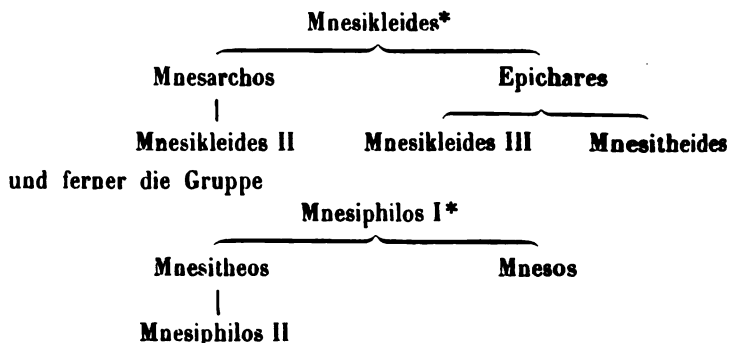 Mnesikleides*
Mnesarchos Epichares
Mnesikleides II Mnesikleides III Mnesitheides
und ferner die Gruppe
Mnesiphilos I*
Mnesitheos Mnesos
Mnesiphilos II